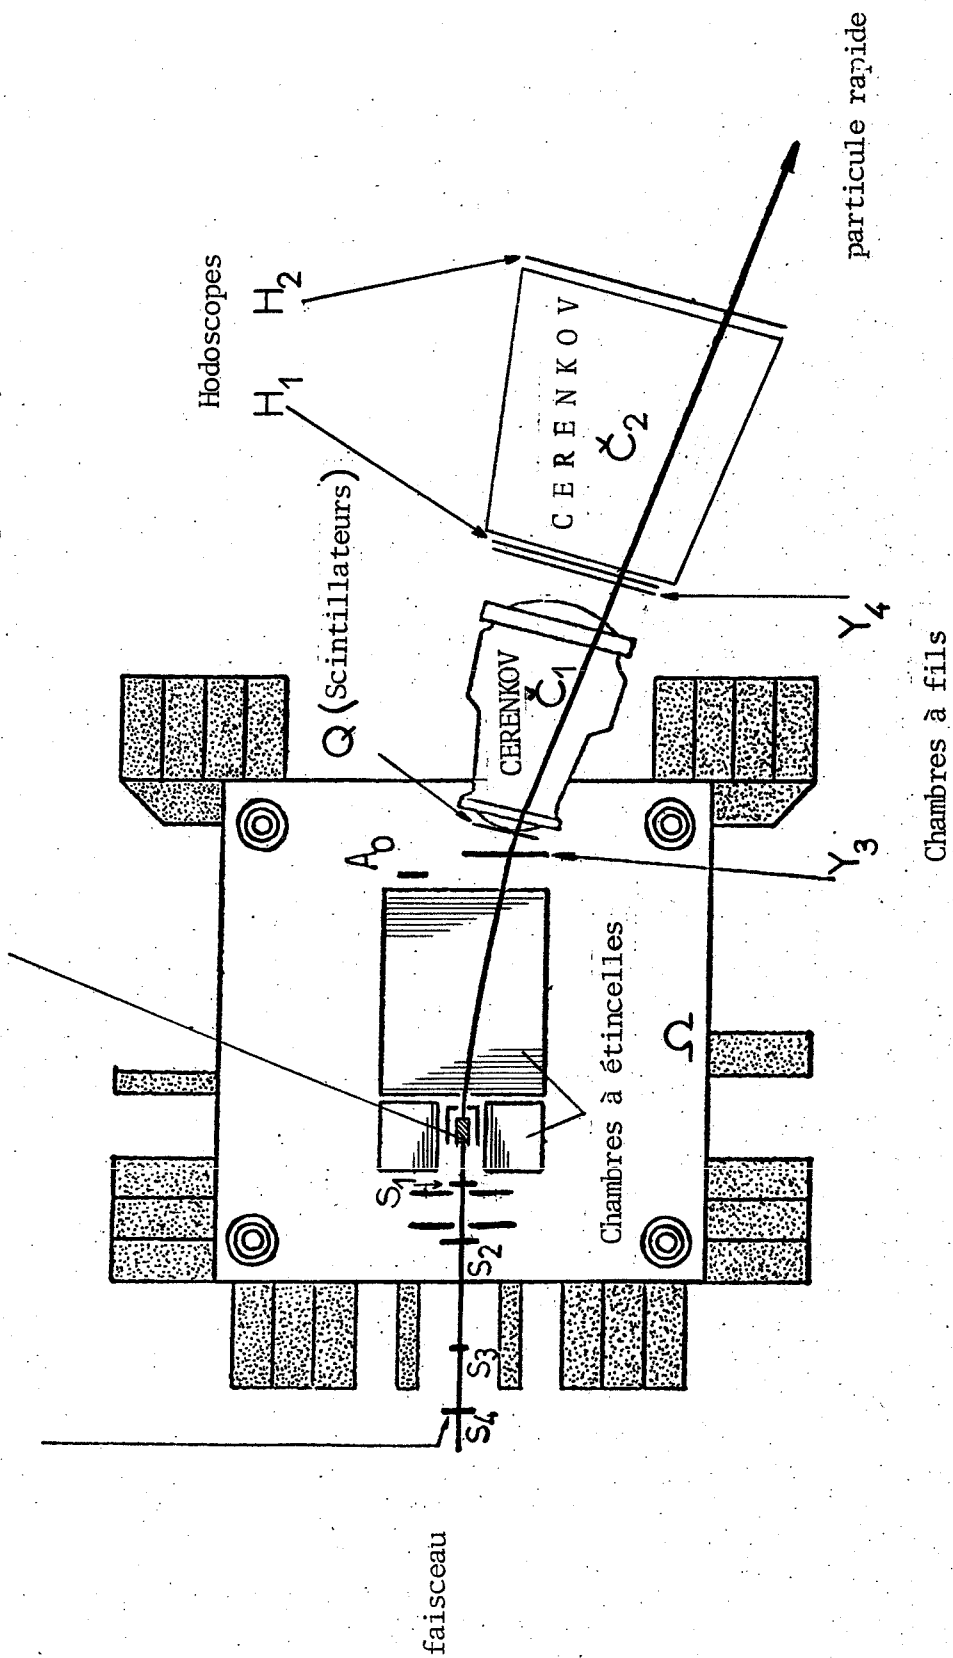 faisceau
S4
S3
S2
S1
Chambres à étincelles
Ω
A0
Y3
Q (Scintillateurs)
CERENKOV
Č1
Y4
Chambres à fils
Hodoscopes
H1
H2
CERENKOV
Č2
particule rapide